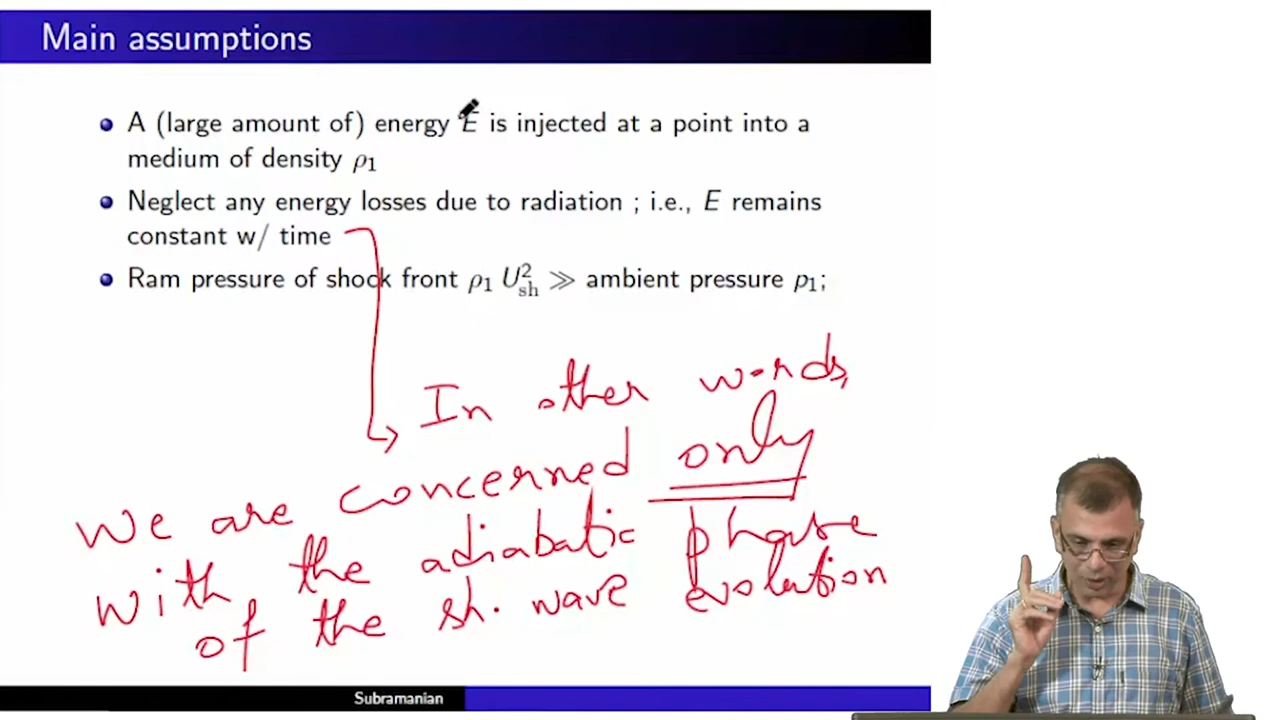 Main assumptions
A (large amount of) energy E is injected at a point into a
medium of density ρ₁
Neglect any energy losses due to radiation ; i.e., E remains
constant w/ time
Ram pressure of shock front ρ₁ U²sh ≫ ambient pressure p₁;
In other words,
we are concerned only
with the adiabatic phase
of the sh. wave evolution
Subramanian